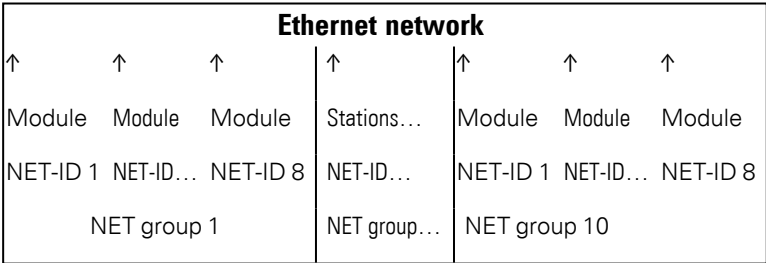 Ethernet network
↑ ↑ ↑ ↑ ↑ ↑ ↑
Module Module Module Stations… Module Module Module
NET-ID 1 NET-ID… NET-ID 8 NET-ID… NET-ID 1 NET-ID… NET-ID 8
NET group 1 NET group… NET group 10